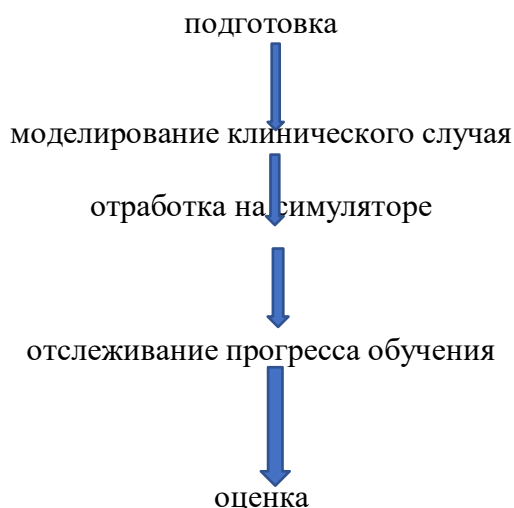 подготовка
моделирование клинического случая
отработка на симуляторе
отслеживание прогресса обучения
оценка